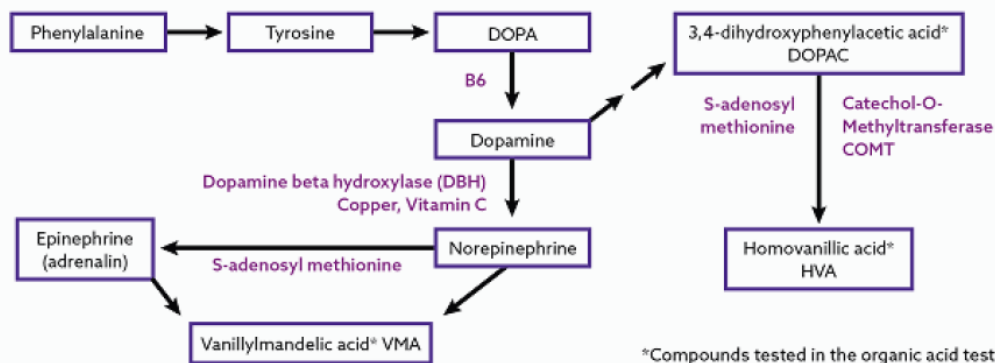 Phenylalanine
Tyrosine
DOPA
3,4-dihydroxyphenylacetic acid*
DOPAC
B6
S-adenosyl
methionine
Catechol-O-
Methyltransferase
COMT
Dopamine
Dopamine beta hydroxylase (DBH)
Copper, Vitamin C
Epinephrine
(adrenalin)
S-adenosyl methionine
Norepinephrine
Homovanillic acid*
HVA
Vanillylmandelic acid* VMA
*Compounds tested in the organic acid test